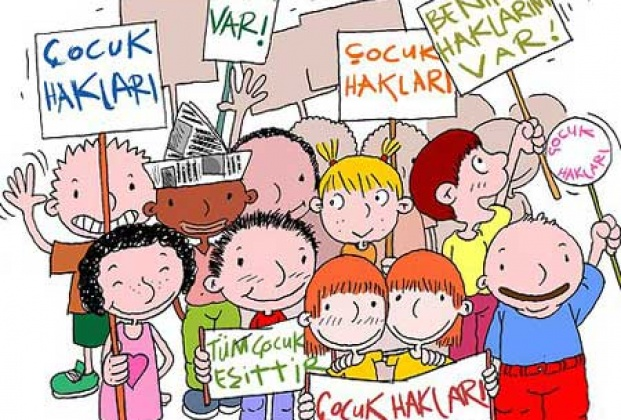 ÇOCUK
HAKLARI
VAR!
ÇOCUK
HAKLARI
BENİM
HAKLARIM
VAR!
ÇOCUK
HAKLARI
TÜM ÇOCUK
EŞİTTİR
ÇOCUK HAKLARI